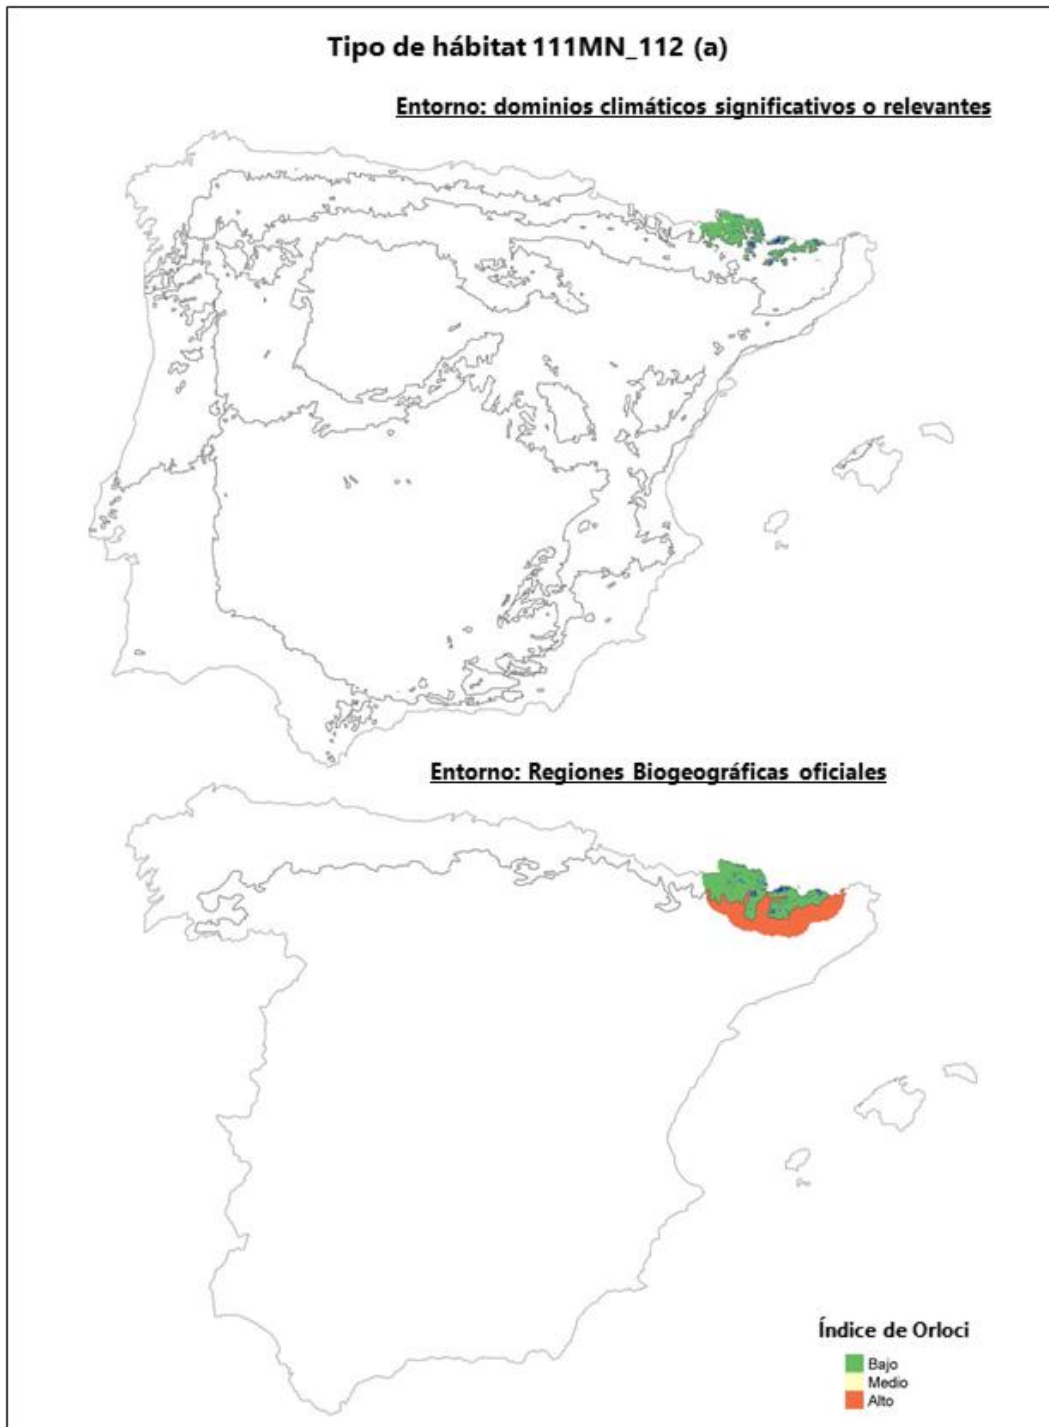 Tipo de hábitat 111MN_112 (a)
Entorno: dominios climáticos significativos o relevantes
Entorno: Regiones Biogeográficas oficiales
Índice de Orloci
Bajo
Medio
Alto